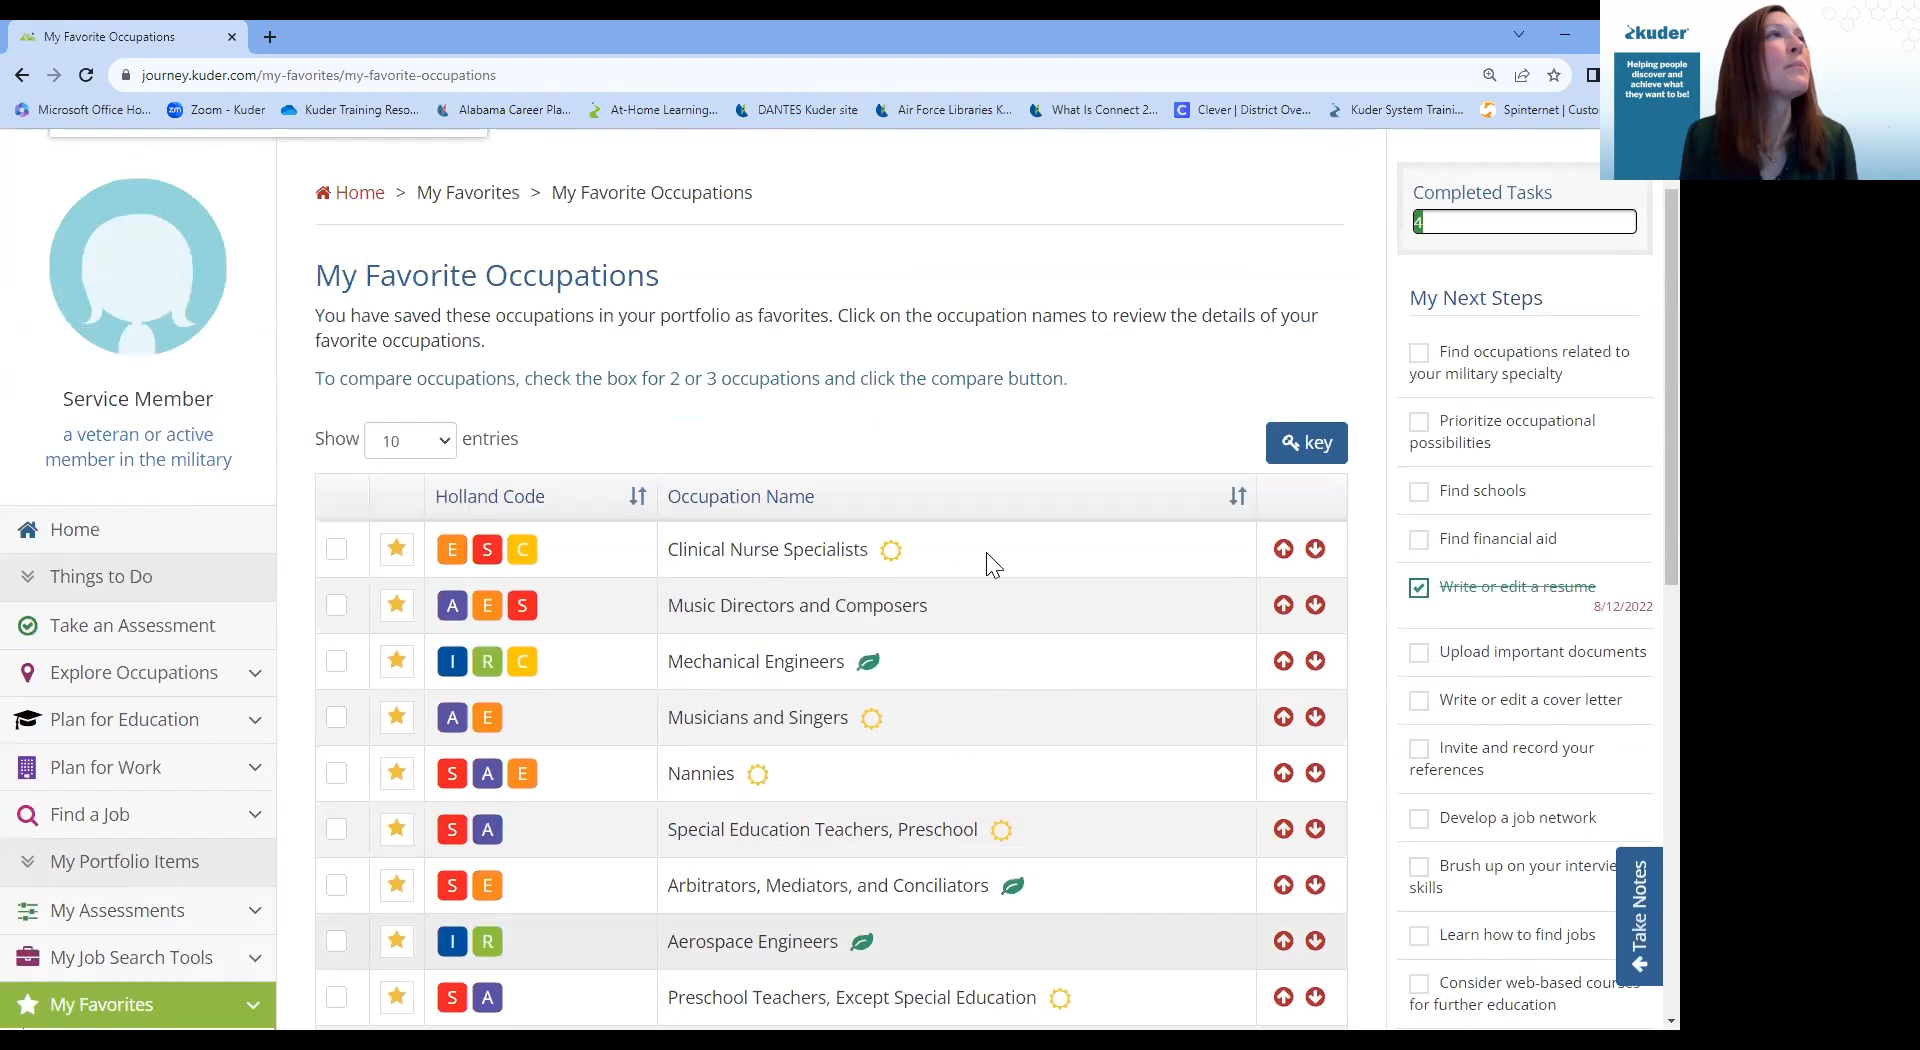 My Favorite Occupations
journey.kuder.com/my-favorites/my-favorite-occupations
Microsoft Office Ho...
Zoom - Kuder
Kuder Training Reso...
Alabama Career Pla...
At-Home Learning...
DANTES Kuder site
Air Force Libraries K...
What Is Connect 2...
Clever | District Ove...
Kuder System Traini...
Spinternet | Custo
kuder
Helping people
discover and
achieve what
they want to be!
Service Member
a veteran or active
member in the military
Home
Things to Do
Take an Assessment
Explore Occupations
Plan for Education
Plan for Work
Find a Job
My Portfolio Items
My Assessments
My Job Search Tools
My Favorites
Home > My Favorites > My Favorite Occupations
My Favorite Occupations
You have saved these occupations in your portfolio as favorites. Click on the occupation names to review the details of your
favorite occupations.
To compare occupations, check the box for 2 or 3 occupations and click the compare button.
Show 10 entries
key
Holland Code Occupation Name
E S C Clinical Nurse Specialists
A E S Music Directors and Composers
I R C Mechanical Engineers
A E Musicians and Singers
S A E Nannies
S A Special Education Teachers, Preschool
S E Arbitrators, Mediators, and Conciliators
I R Aerospace Engineers
S A Preschool Teachers, Except Special Education
Completed Tasks
4
My Next Steps
Find occupations related to
your military specialty
Prioritize occupational
possibilities
Find schools
Find financial aid
Write or edit a resume
8/12/2022
Upload important documents
Write or edit a cover letter
Invite and record your
references
Develop a job network
Brush up on your intervie
skills
Learn how to find jobs
Consider web-based courses
for further education
Take Notes